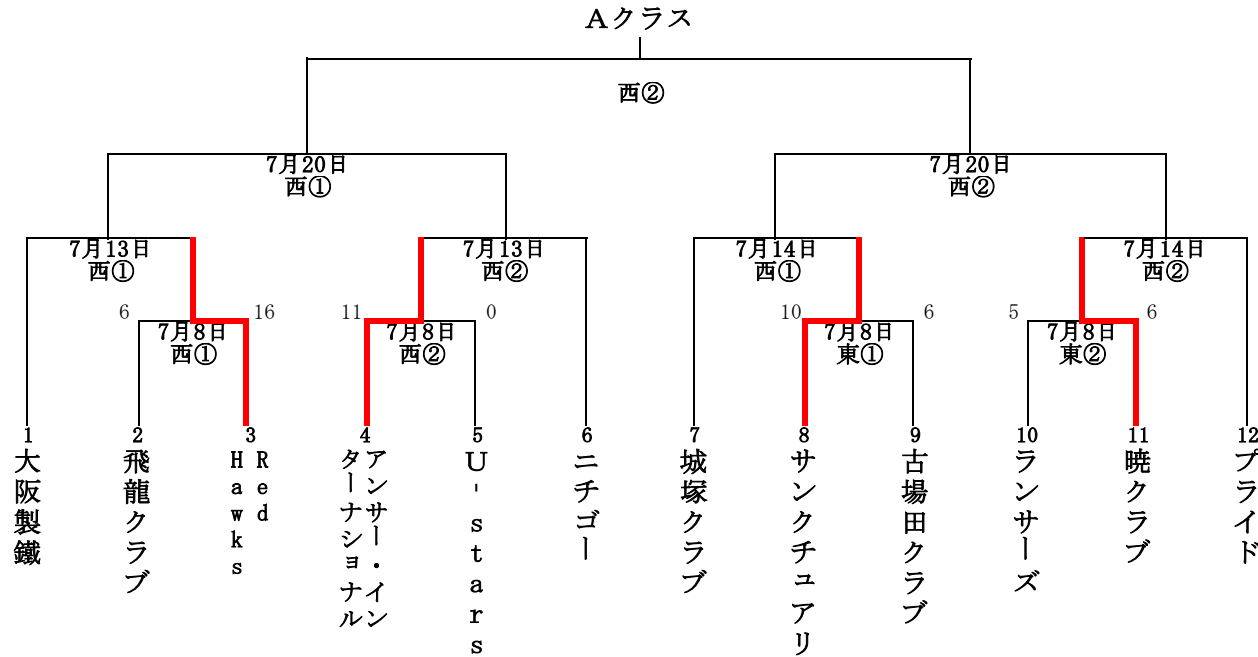 Aクラス
西②
7月20日
西①
7月20日
西②
7月13日
西①
7月13日
西②
7月14日
西①
7月14日
西②
6
7月8日
西①
16
11
7月8日
西②
0
10
7月8日
東①
6
5
7月8日
東②
6
1
大阪製鐵
2
飛龍クラブ
3
Red
Hawks
4
アンサー・イン
ターナショナル
5
U-stars
6
ニチゴー
7
城塚クラブ
8
サンクチュアリ
9
古場田クラブ
10
ランサーズ
11
暁クラブ
12
プライド